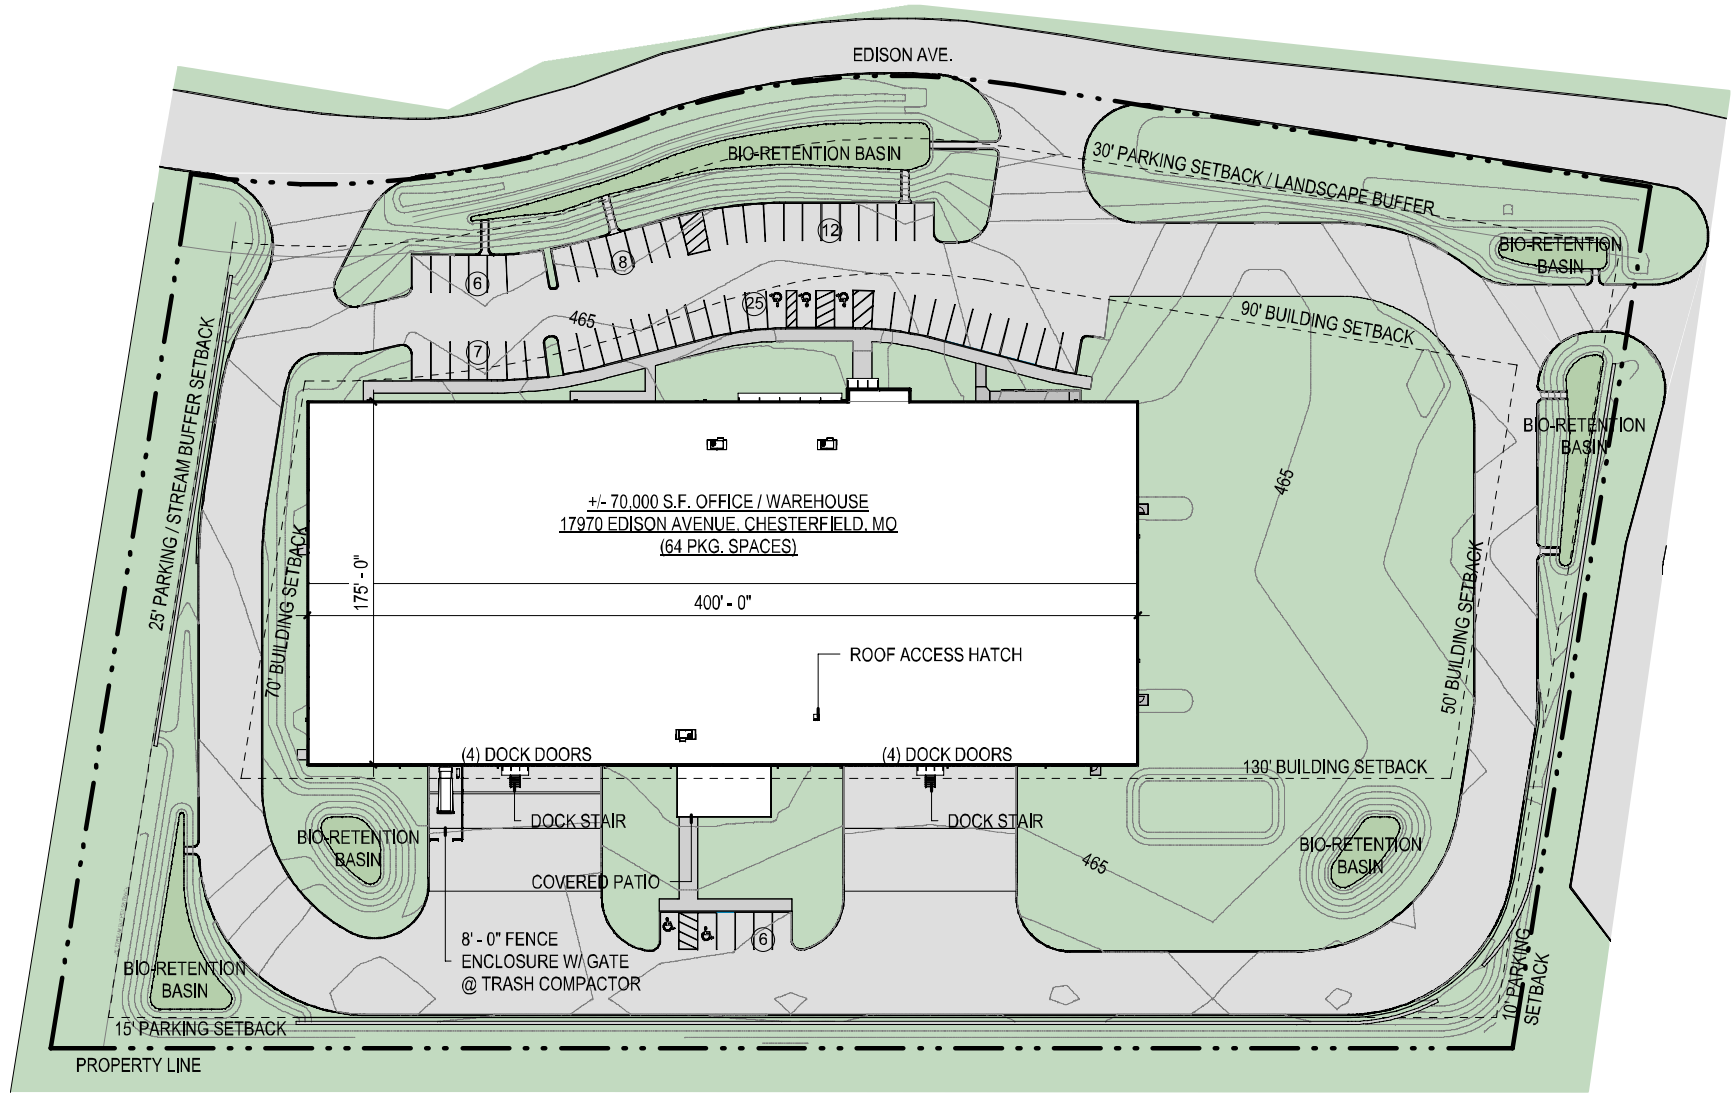 EDISON AVE.
BIO-RETENTION BASIN
30' PARKING SETBACK / LANDSCAPE BUFFER
12
8
6
BIO-RETENTION
BASIN
25
465
7
90' BUILDING SETBACK
25' PARKING / STREAM BUFFER SETBACK
BIO-RETENTION
BASIN
465
+/- 70,000 S.F. OFFICE / WAREHOUSE
17970 EDISON AVENUE, CHESTERFIELD, MO
(64 PKG. SPACES)
175' - 0"
400' - 0"
70' BUILDING SETBACK
50' BUILDING SETBACK
ROOF ACCESS HATCH
(4) DOCK DOORS
(4) DOCK DOORS
130' BUILDING SETBACK
DOCK STAIR
DOCK STAIR
BIO-RETENTION
BASIN
BIO-RETENTION
BASIN
465
COVERED PATIO
8' - 0" FENCE
ENCLOSURE W/ GATE
@ TRASH COMPACTOR
6
BIO-RETENTION
BASIN
10' PARKING
SETBACK
15' PARKING SETBACK
PROPERTY LINE